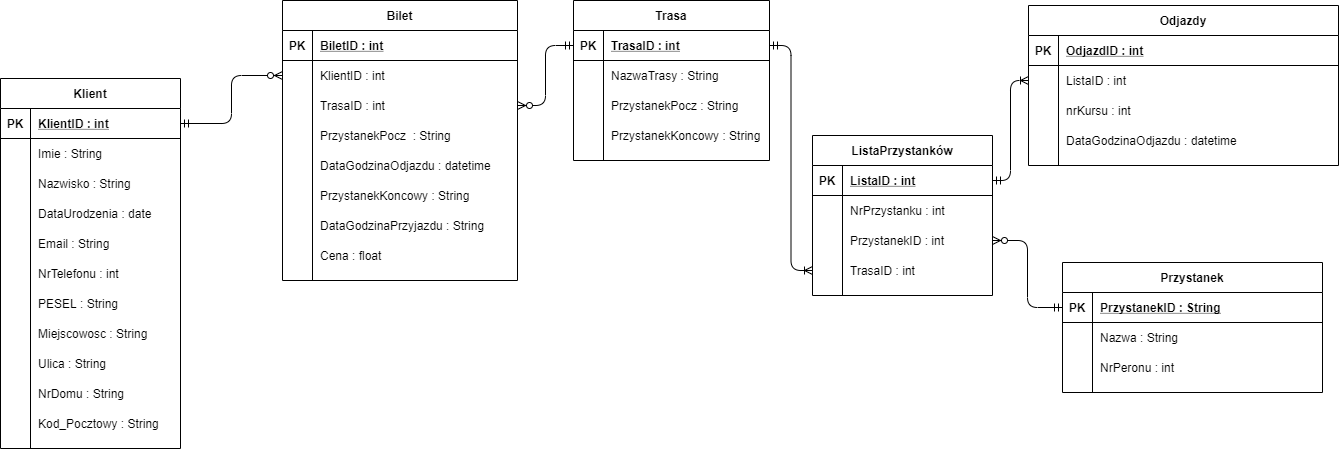 Klient
PK KlientID : int
Imie : String
Nazwisko : String
DataUrodzenia : date
Email : String
NrTelefonu : int
PESEL : String
Miejscowosc : String
Ulica : String
NrDomu : String
Kod_Pocztowy : String
Bilet
PK BiletID : int
KlientID : int
TrasaID : int
PrzystanekPocz : String
DataGodzinaOdjazdu : datetime
PrzystanekKoncowy : String
DataGodzinaPrzyjazdu : String
Cena : float
Trasa
PK TrasaID : int
NazwaTrasy : String
PrzystanekPocz : String
PrzystanekKoncowy : String
ListaPrzystanków
PK ListaID : int
NrPrzystanku : int
PrzystanekID : int
TrasaID : int
Odjazdy
PK OdjazdID : int
ListaID : int
nrKursu : int
DataGodzinaOdjazdu : datetime
Przystanek
PK PrzystanekID : String
Nazwa : String
NrPeronu : int